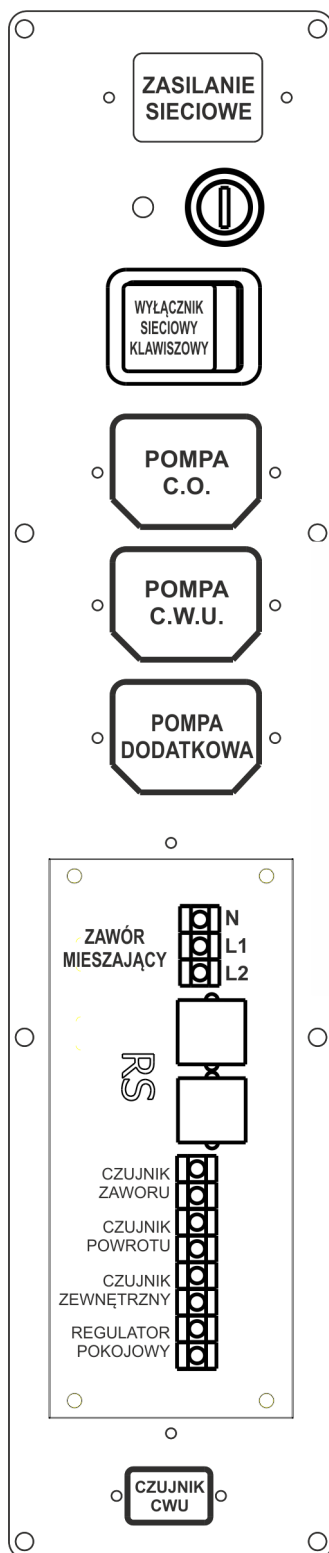 ZASILANIE
SIECIOWE
WYŁĄCZNIK
SIECIOWY
KLAWISZOWY
POMPA
C.O.
POMPA
C.W.U.
POMPA
DODATKOWA
N
ZAWÓR
L1
MIESZAJĄCY
L2
RS
CZUJNIK
ZAWORU
CZUJNIK
POWROTU
CZUJNIK
ZEWNĘTRZNY
REGULATOR
POKOJOWY
CZUJNIK
CWU